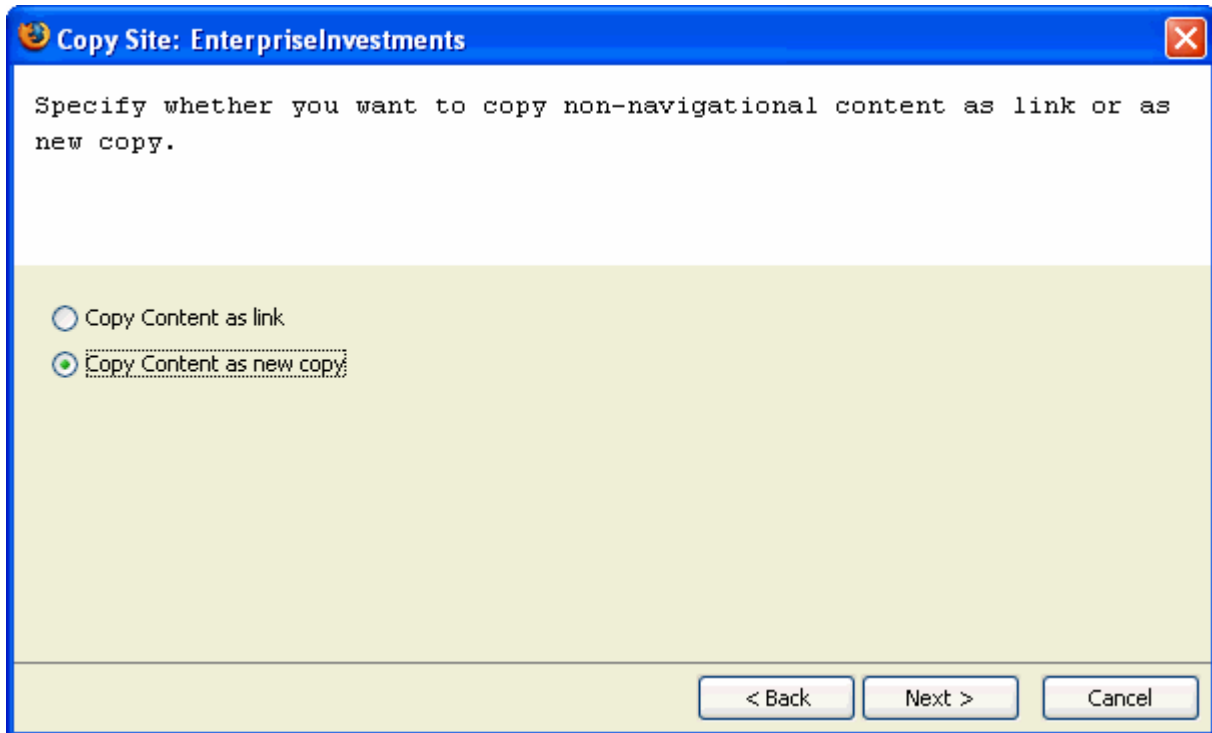 Copy Site: EnterpriseInvestments
Specify whether you want to copy non-navigational content as link or as
new copy.
Copy Content as link
Copy Content as new copy
< Back
Next >
Cancel